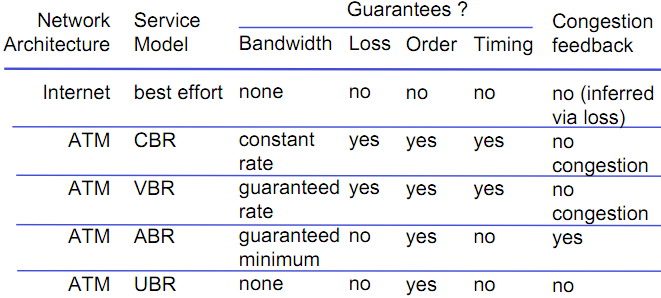 Network Architecture Service Model Guarantees ? Congestion feedback
Bandwidth Loss Order Timing
Internet best effort none no no no no (inferred via loss)
ATM CBR constant rate yes yes yes no congestion
ATM VBR guaranteed rate yes yes yes no congestion
ATM ABR guaranteed minimum no yes no yes
ATM UBR none no yes no no